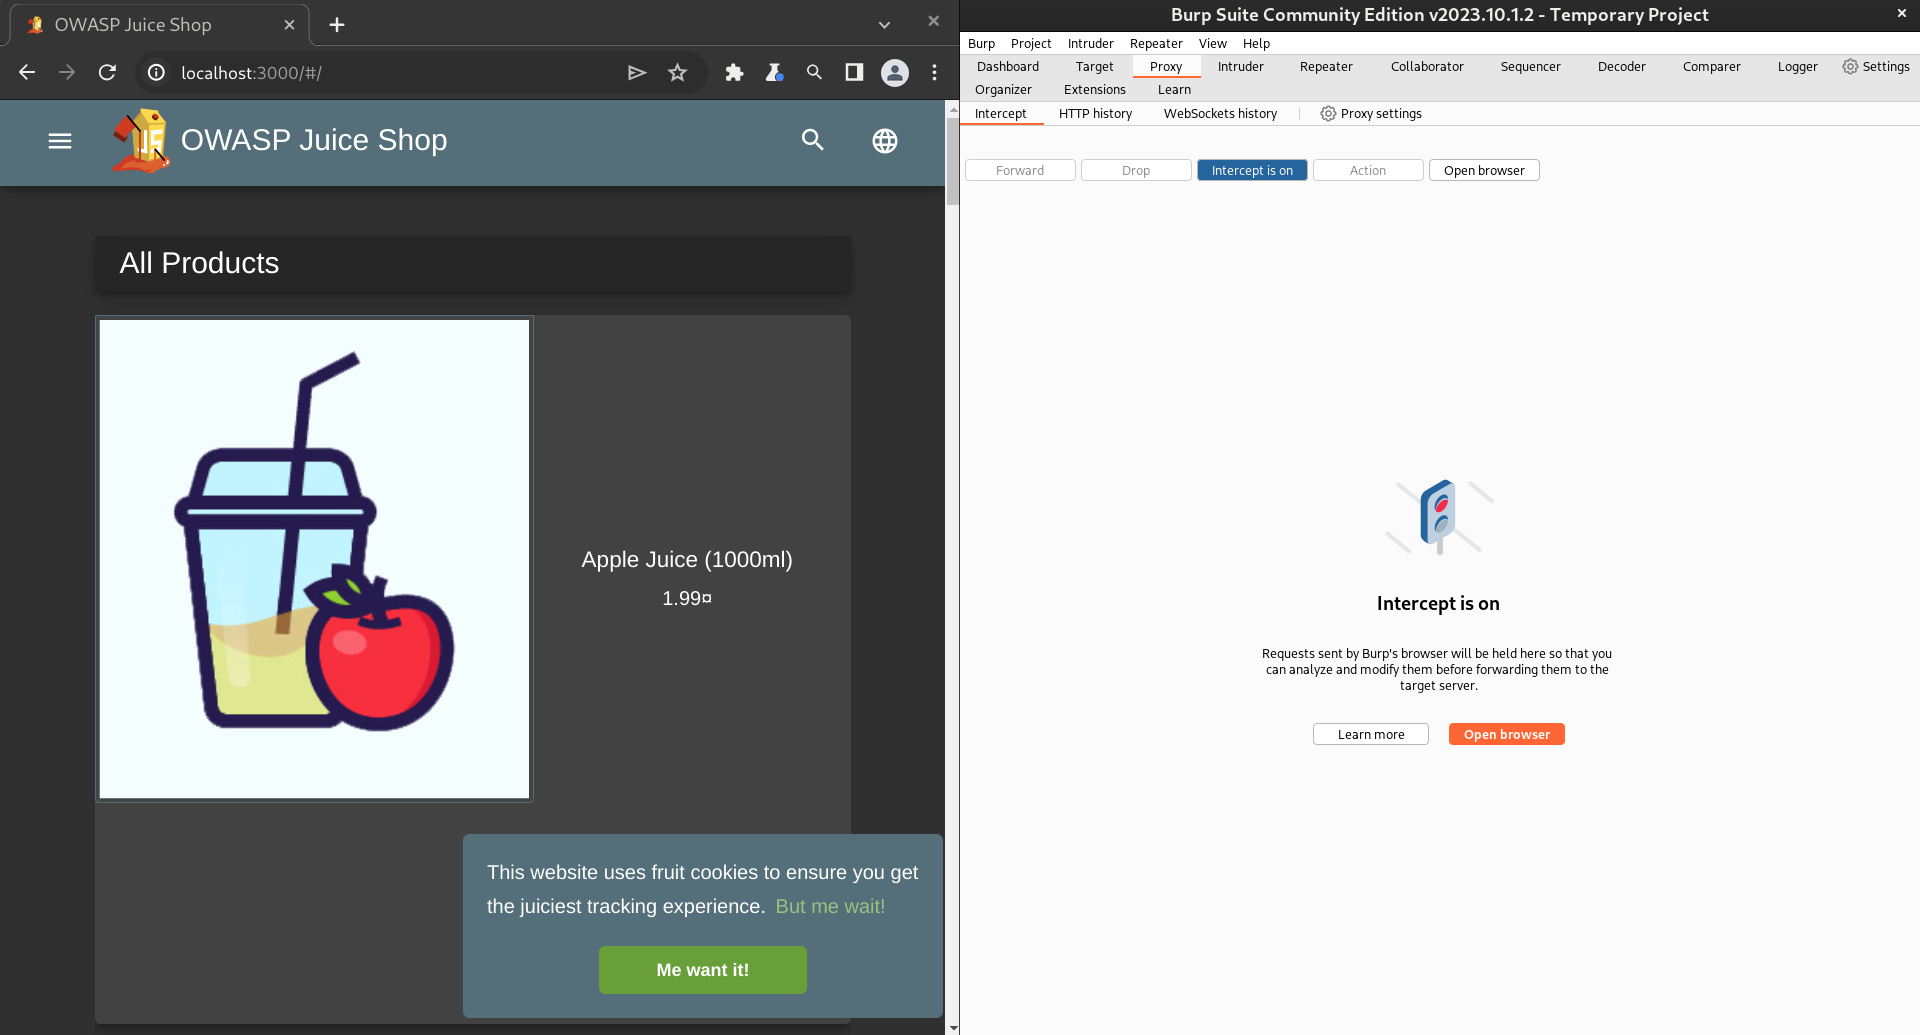 OWASP Juice Shop
localhost:3000/#/
OWASP Juice Shop
All Products
Apple Juice (1000ml)
1.99¤
This website uses fruit cookies to ensure you get
the juiciest tracking experience. But me wait!
Me want it!
Burp Suite Community Edition v2023.10.1.2 - Temporary Project
Burp Project Intruder Repeater View Help
Dashboard Target Proxy Intruder Repeater Collaborator Sequencer Decoder Comparer Logger Settings
Organizer Extensions Learn
Intercept HTTP history WebSockets history Proxy settings
Forward Drop Intercept is on Action Open browser
Intercept is on
Requests sent by Burp's browser will be held here so that you
can analyze and modify them before forwarding them to the
target server.
Learn more Open browser